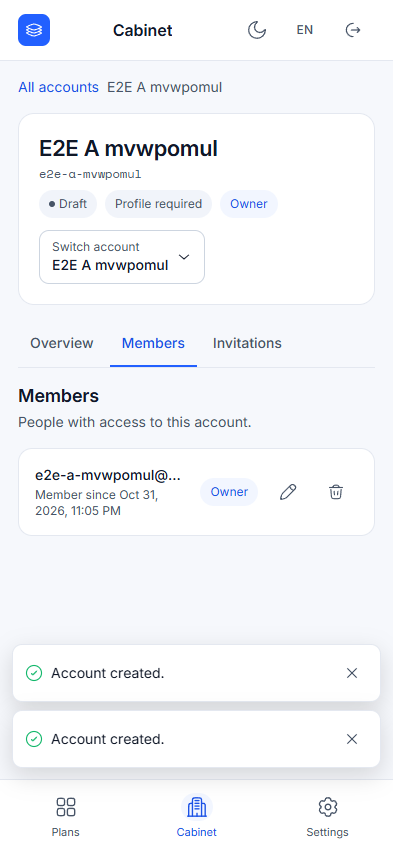 Cabinet
EN
All accounts E2E A mvwpomul
E2E A mvwpomul
e2e-a-mvwpomul
Draft
Profile required
Owner
Switch account
E2E A mvwpomul
Overview
Members
Invitations
Members
People with access to this account.
e2e-a-mvwpomul@...
Member since Oct 31,
2026, 11:05 PM
Owner
Account created.
Account created.
Plans
Cabinet
Settings